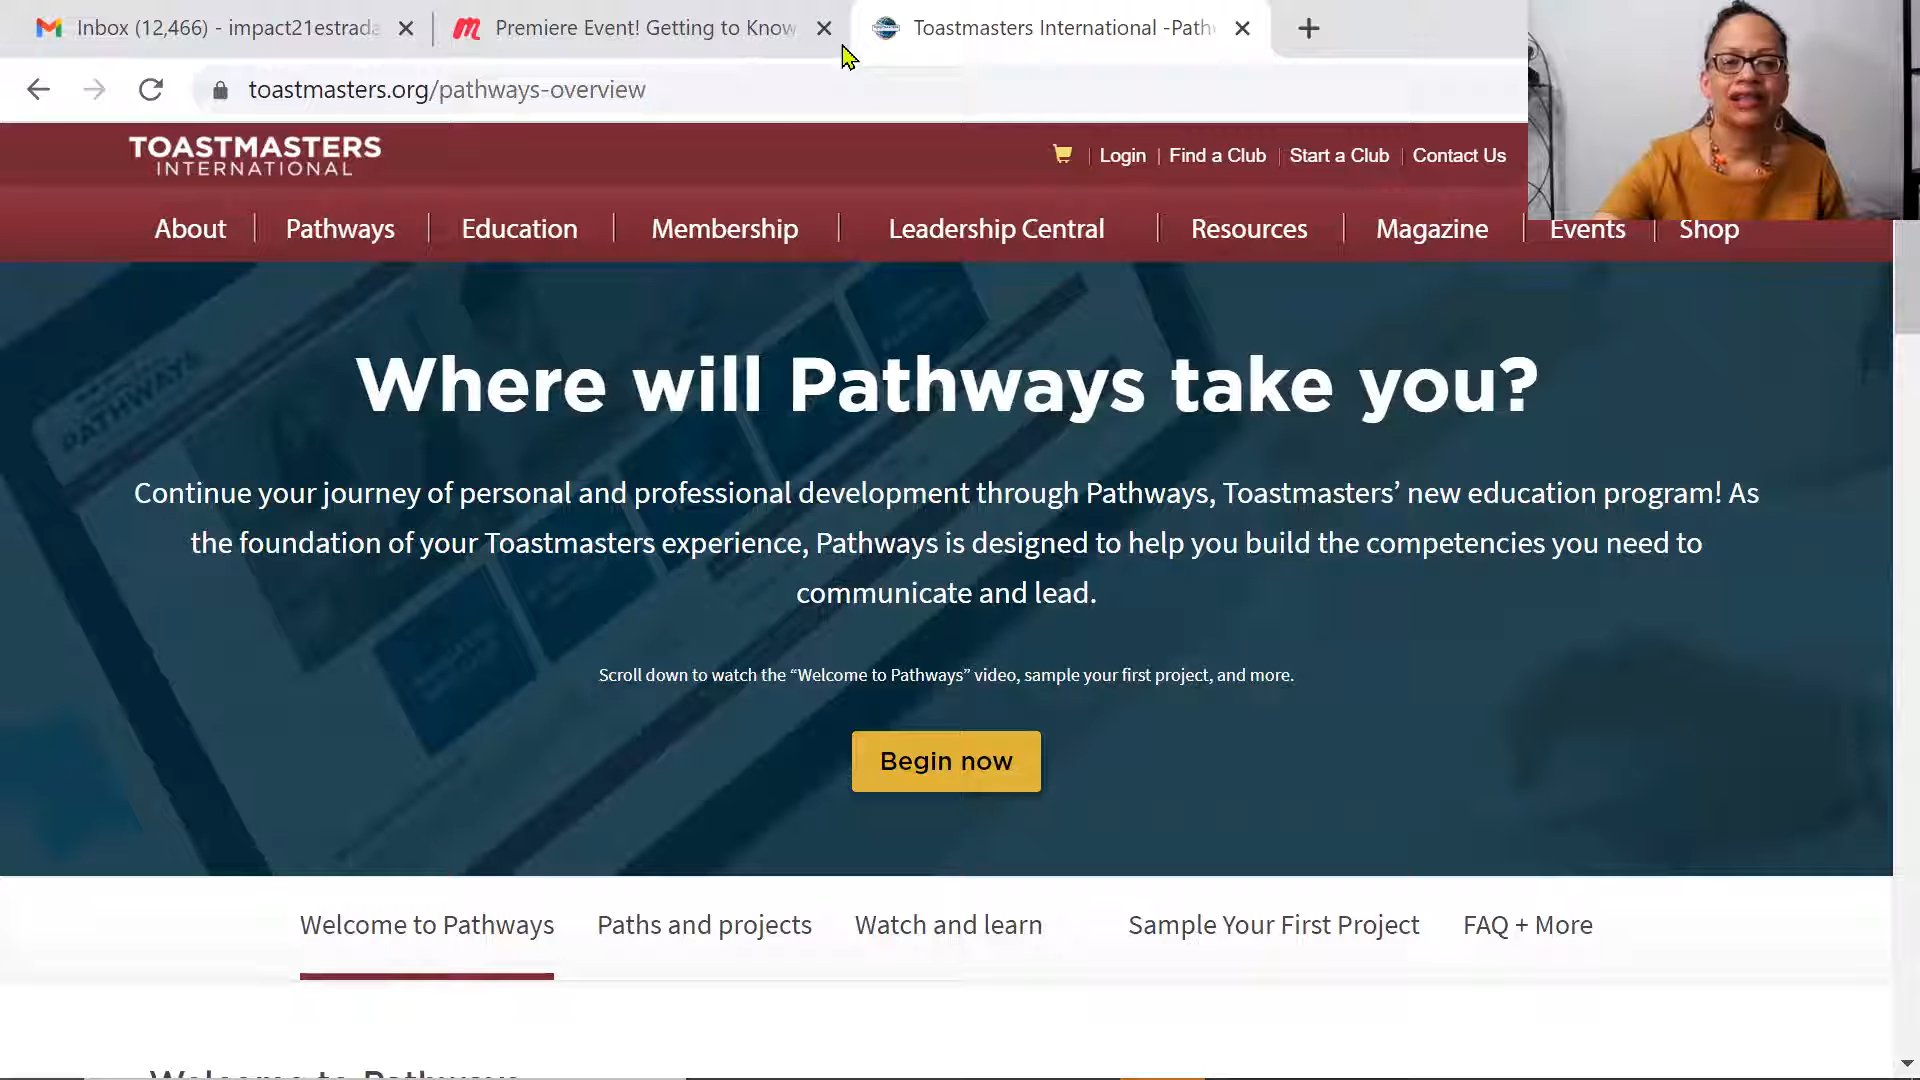 Inbox (12,466) - impact21estrada
Premiere Event! Getting to Know
Toastmasters International -Path
toastmasters.org/pathways-overview
TOASTMASTERS
INTERNATIONAL
Login | Find a Club | Start a Club | Contact Us
About Pathways Education Membership Leadership Central Resources Magazine Events Shop
Where will Pathways take you?
Continue your journey of personal and professional development through Pathways, Toastmasters’ new education program! As
the foundation of your Toastmasters experience, Pathways is designed to help you build the competencies you need to
communicate and lead.
Scroll down to watch the “Welcome to Pathways” video, sample your first project, and more.
Begin now
Welcome to Pathways Paths and projects Watch and learn Sample Your First Project FAQ + More
Welcome to Pathways